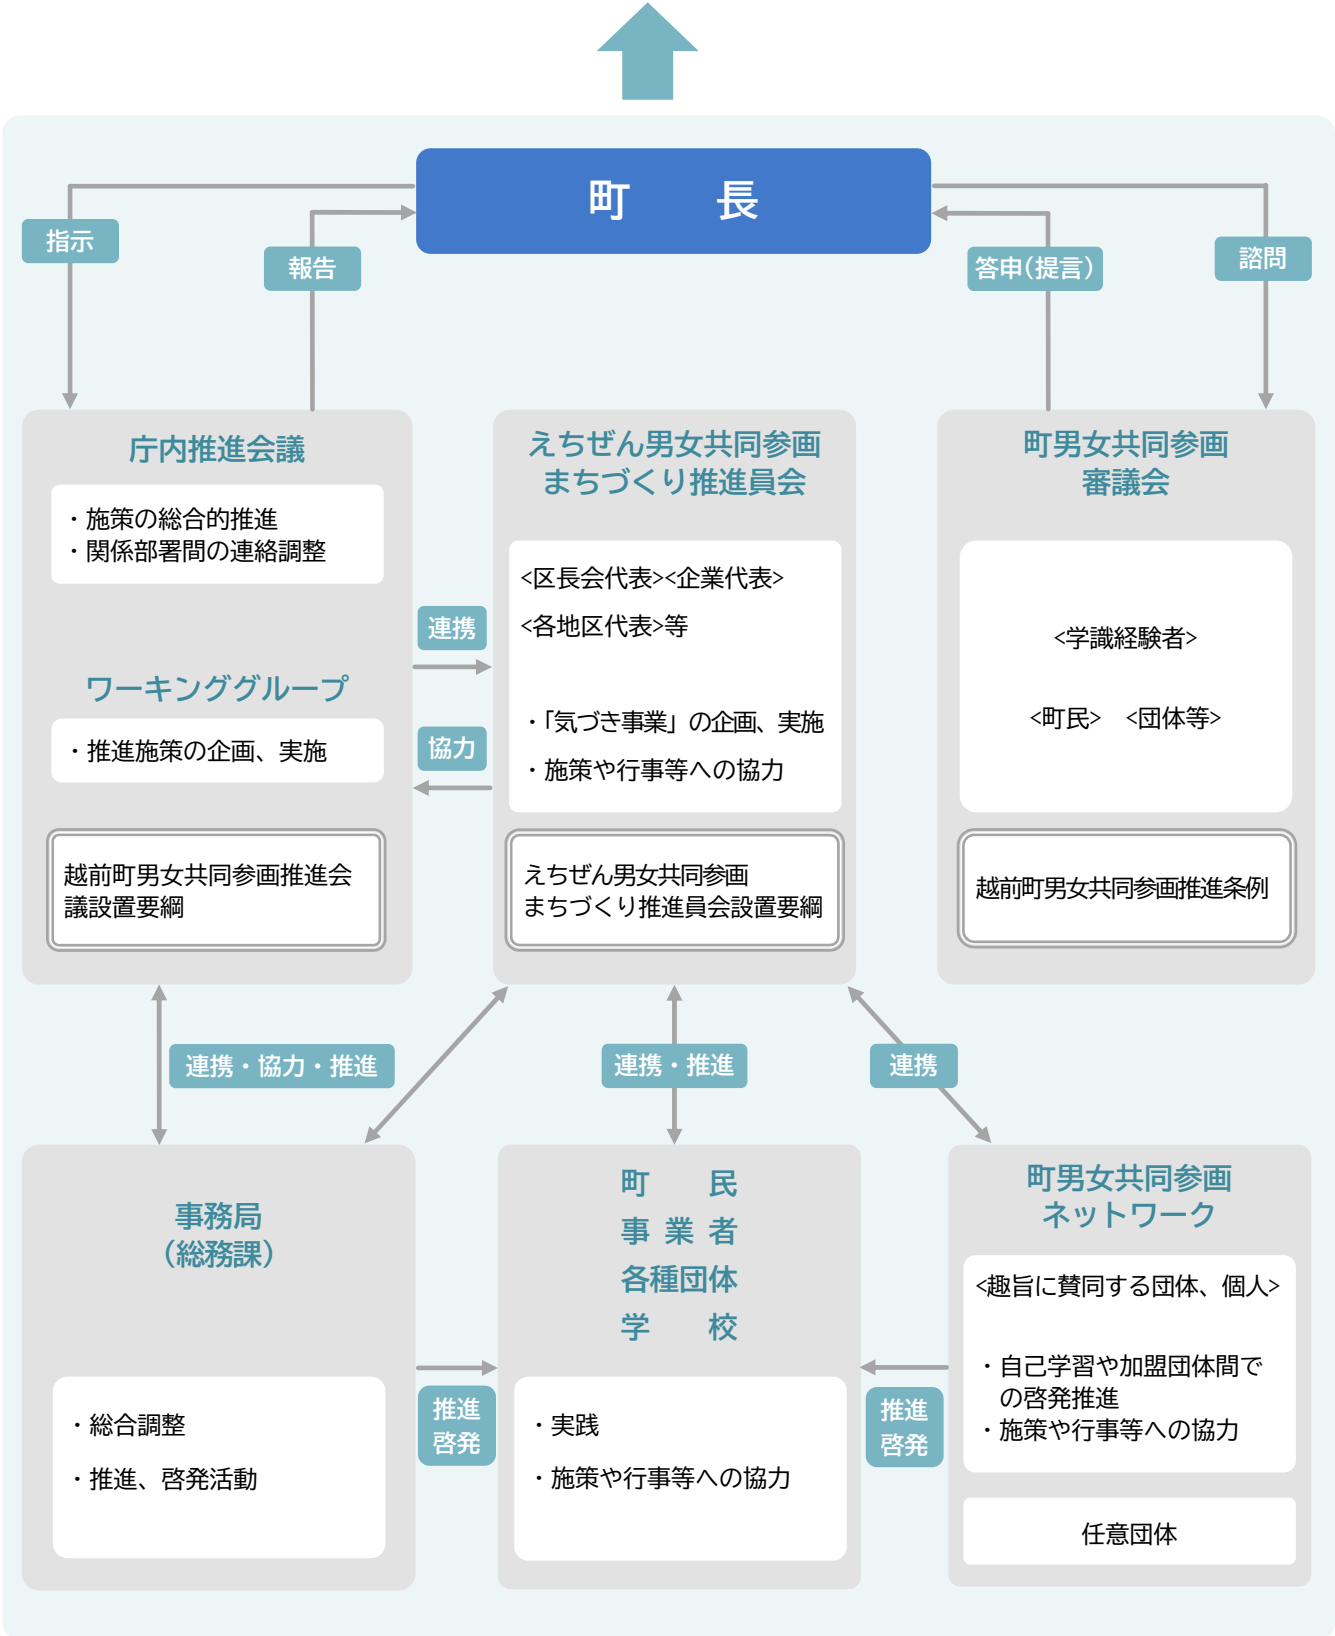 町　長
指示
報告
答申(提言)
諮問
庁内推進会議
・施策の総合的推進
・関係部署間の連絡調整
ワーキンググループ
・推進施策の企画、実施
越前町男女共同参画推進会
議設置要綱
連携
協力
えちぜん男女共同参画
まちづくり推進員会
<区長会代表><企業代表>
<各地区代表>等
・「気づき事業」の企画、実施
・施策や行事等への協力
えちぜん男女共同参画
まちづくり推進員会設置要綱
町男女共同参画
審議会
<学識経験者>
<町民>　<団体等>
越前町男女共同参画推進条例
連携・協力・推進
連携・推進
連携
事務局
(総務課)
・総合調整
・推進、啓発活動
推進
啓発
町　民
事業者
各種団体
学　校
・実践
・施策や行事等への協力
推進
啓発
町男女共同参画
ネットワーク
<趣旨に賛同する団体、個人>
・自己学習や加盟団体間で
の啓発推進
・施策や行事等への協力
任意団体